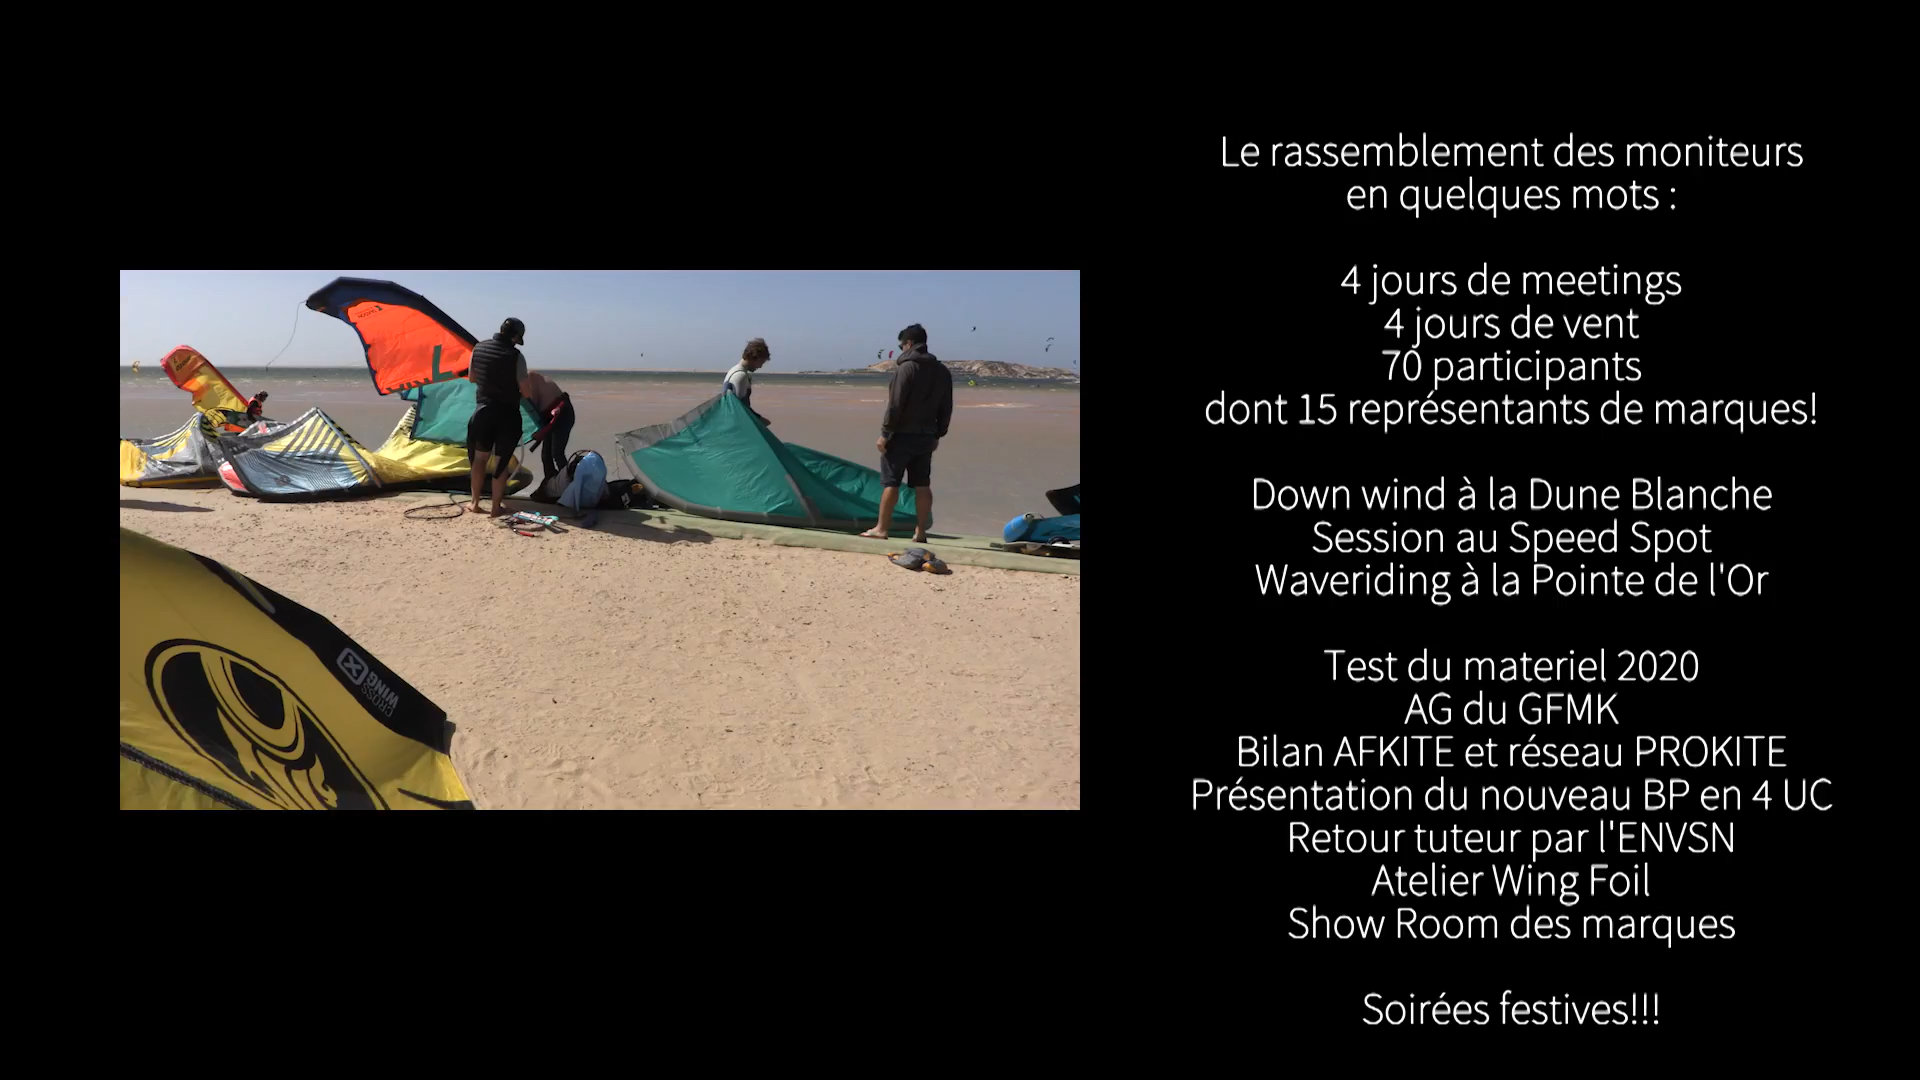 Le rassemblement des moniteurs
en quelques mots :
4 jours de meetings
4 jours de vent
70 participants
dont 15 représentants de marques!
Down wind à la Dune Blanche
Session au Speed Spot
Waveriding à la Pointe de l'Or
Test du materiel 2020
AG du GFMK
Bilan AFKITE et réseau PROKITE
Présentation du nouveau BP en 4 UC
Retour tuteur par l'ENVSN
Atelier Wing Foil
Show Room des marques
Soirées festives!!!
CROSS
WING
X